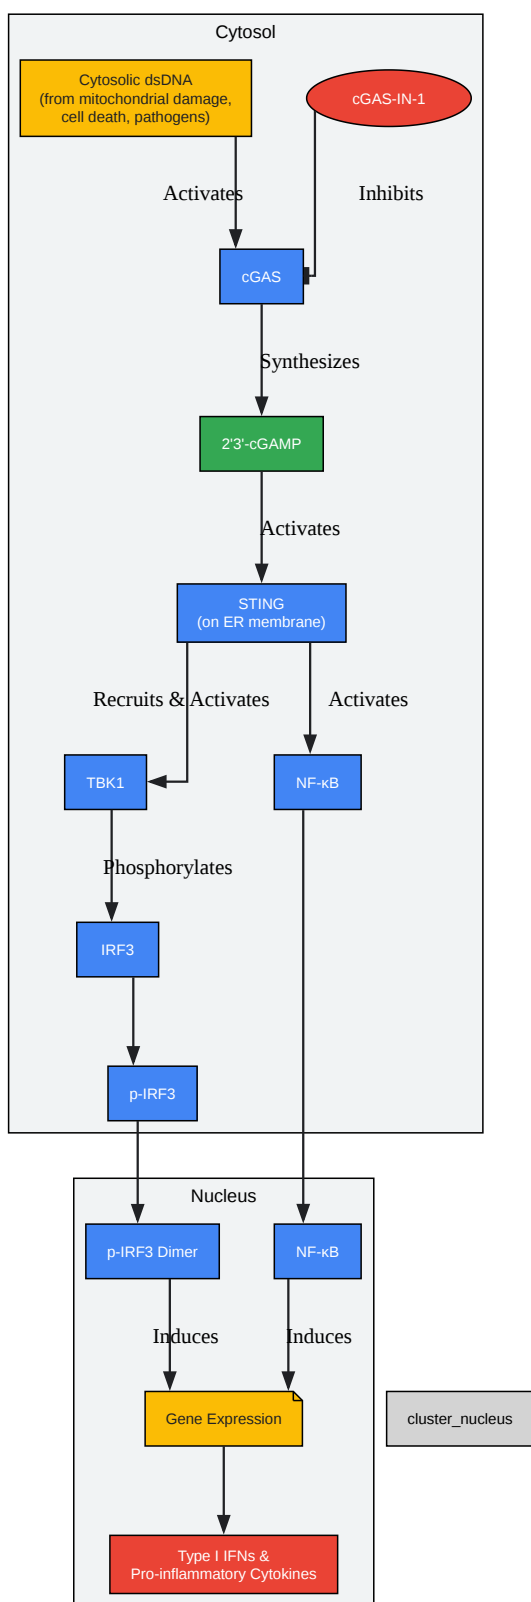 Cytosol
Cytosolic dsDNA
(from mitochondrial damage,
cell death, pathogens)
cGAS-IN-1
Activates
Inhibits
cGAS
Synthesizes
2'3'-cGAMP
Activates
STING
(on ER membrane)
Recruits & Activates
Activates
TBK1
NF-κB
Phosphorylates
IRF3
p-IRF3
Nucleus
p-IRF3 Dimer
NF-κB
Induces
Induces
Gene Expression
cluster_nucleus
Type I IFNs &
Pro-inflammatory Cytokines